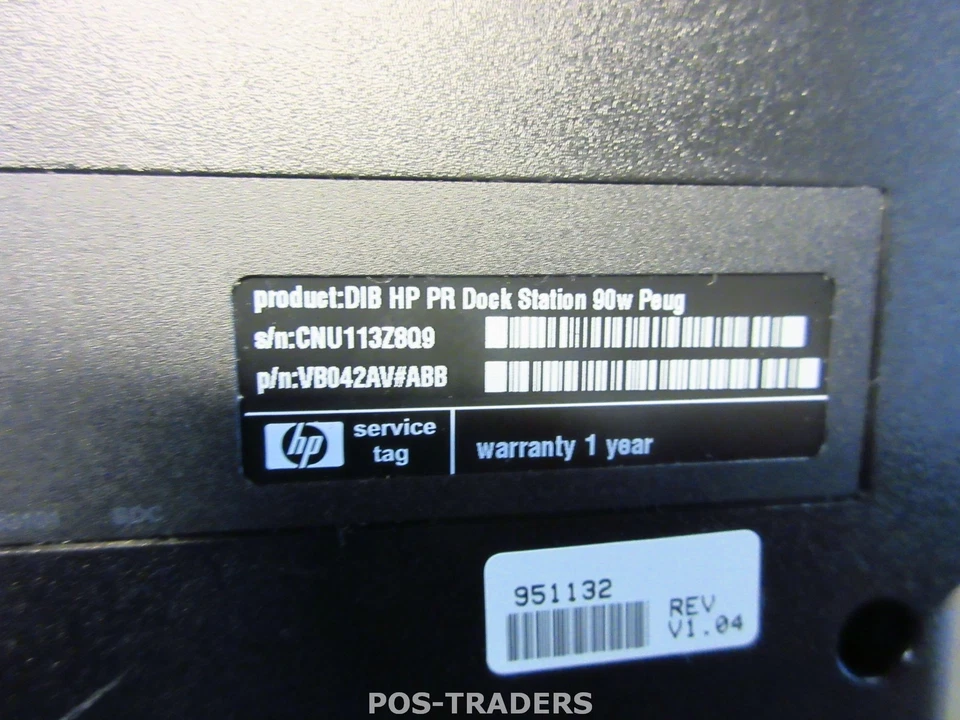 product:DIB HP PR Dock Station 90w Peug
s/n:CNU113Z8Q9
p/n:VB042AV#ABB
hp
service
tag
warranty 1 year
951132
REV
V1.04
POS-TRADERS